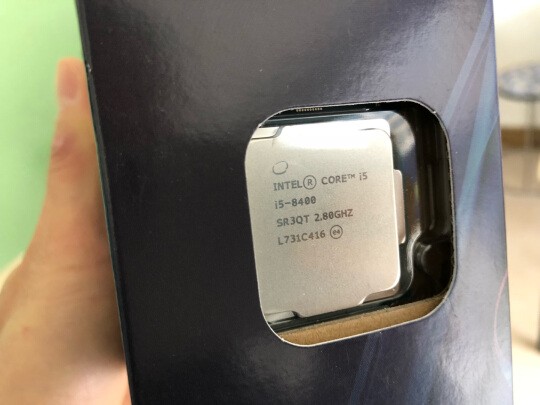 INTEL® CORE™ i5
i5-8400
SR3QT 2.80GHZ
L731C416 e4